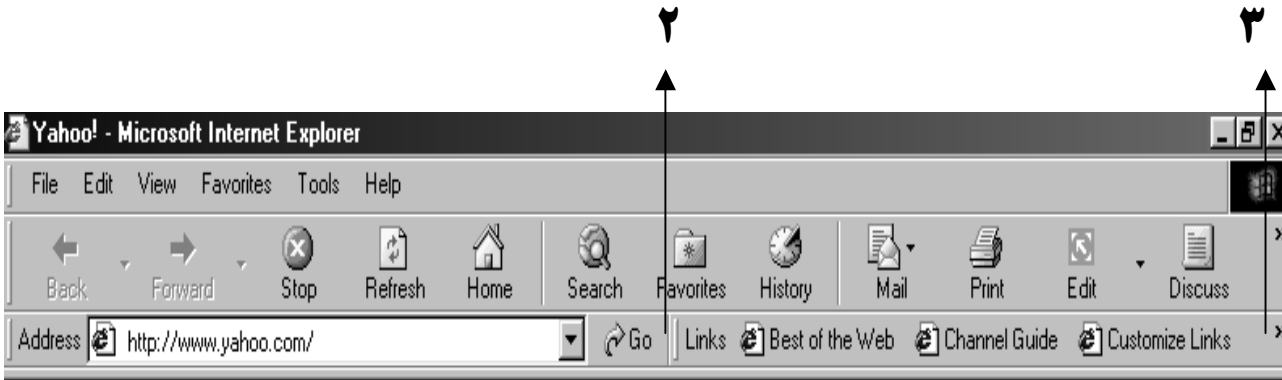 ٢ ٣
Yahoo! - Microsoft Internet Explorer
File Edit View Favorites Tools Help
Back Forward Stop Refresh Home Search Favorites History Mail Print Edit Discuss
Address http://www.yahoo.com/ Go Links Best of the Web Channel Guide Customize Links